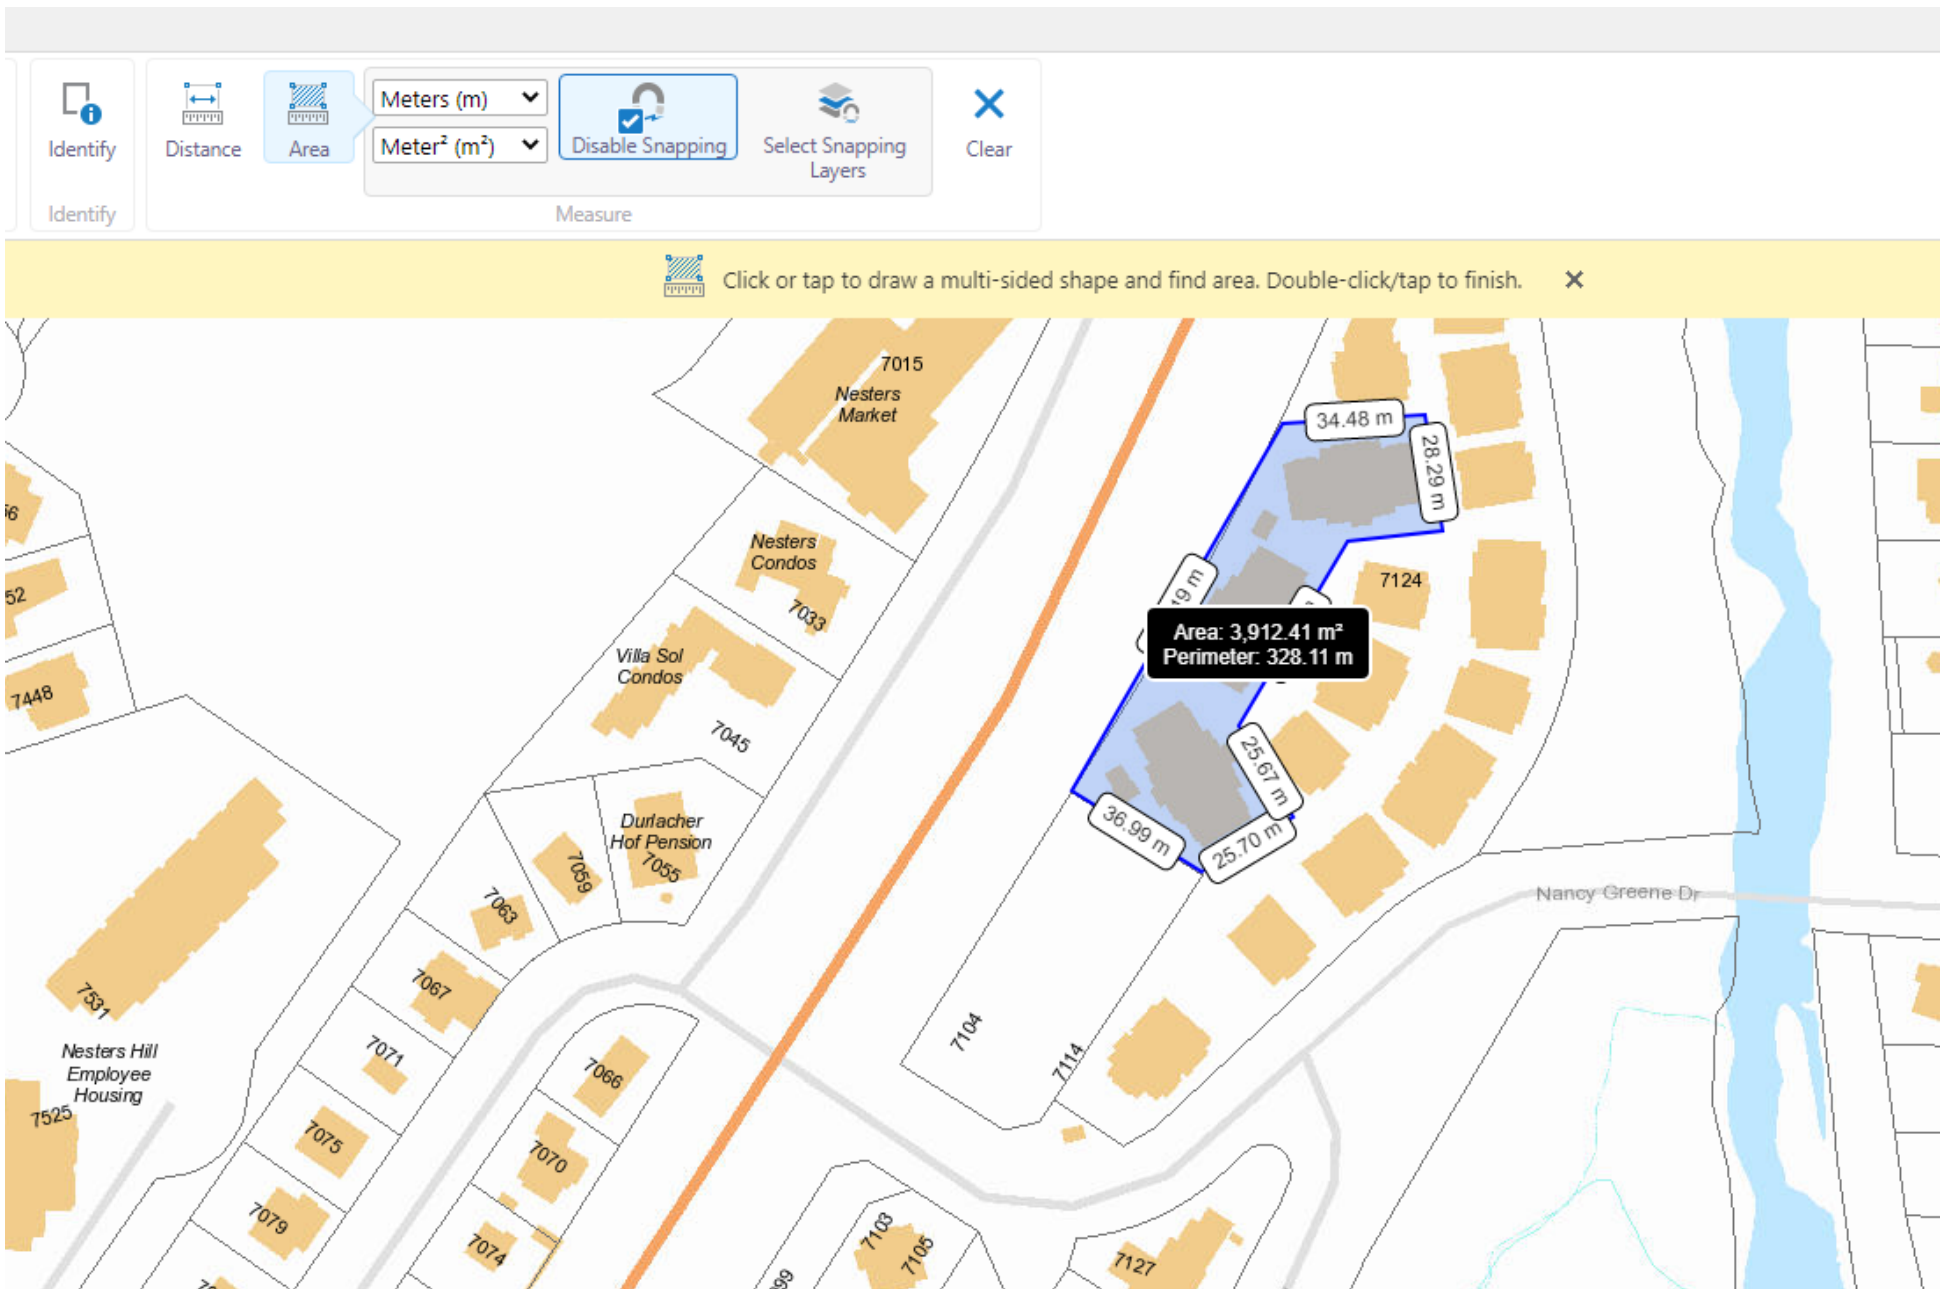 Identify
Distance
Area
Meters (m)
Meter² (m²)
Disable Snapping
Select Snapping
Layers
Clear
Identify
Measure
Click or tap to draw a multi-sided shape and find area. Double-click/tap to finish.
7015
Nesters
Market
34.48 m
28.29 m
Nesters
Condos
7033
7124
19 m
Area: 3,912.41 m²
Perimeter: 328.11 m
Villa Sol
Condos
7045
7448
52
25.67 m
36.99 m
25.70 m
Durlacher
Hof Pension
7055
7059
7063
7067
Nancy Greene Dr
7531
7104
7114
7071
7066
Nesters Hill
Employee
Housing
7525
7075
7070
7079
7074
7103
7105
7127
99